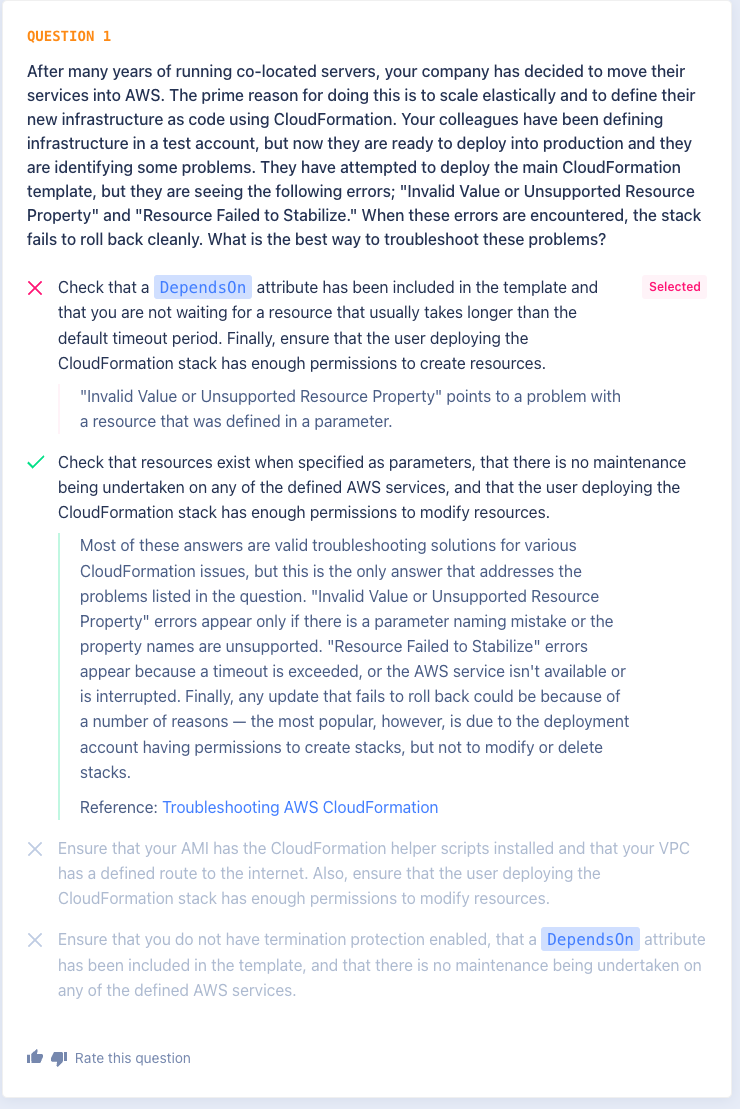 QUESTION 1
After many years of running co-located servers, your company has decided to move their
services into AWS. The prime reason for doing this is to scale elastically and to define their
new infrastructure as code using CloudFormation. Your colleagues have been defining
infrastructure in a test account, but now they are ready to deploy into production and they
are identifying some problems. They have attempted to deploy the main CloudFormation
template, but they are seeing the following errors; "Invalid Value or Unsupported Resource
Property" and "Resource Failed to Stabilize." When these errors are encountered, the stack
fails to roll back cleanly. What is the best way to troubleshoot these problems?
Check that a DependsOn attribute has been included in the template and
Selected
that you are not waiting for a resource that usually takes longer than the
default timeout period. Finally, ensure that the user deploying the
CloudFormation stack has enough permissions to create resources.
"Invalid Value or Unsupported Resource Property" points to a problem with
a resource that was defined in a parameter.
Check that resources exist when specified as parameters, that there is no maintenance
being undertaken on any of the defined AWS services, and that the user deploying the
CloudFormation stack has enough permissions to modify resources.
Most of these answers are valid troubleshooting solutions for various
CloudFormation issues, but this is the only answer that addresses the
problems listed in the question. "Invalid Value or Unsupported Resource
Property" errors appear only if there is a parameter naming mistake or the
property names are unsupported. "Resource Failed to Stabilize" errors
appear because a timeout is exceeded, or the AWS service isn't available or
is interrupted. Finally, any update that fails to roll back could be because of
a number of reasons — the most popular, however, is due to the deployment
account having permissions to create stacks, but not to modify or delete
stacks.
Reference: Troubleshooting AWS CloudFormation
Ensure that your AMI has the CloudFormation helper scripts installed and that your VPC
has a defined route to the internet. Also, ensure that the user deploying the
CloudFormation stack has enough permissions to modify resources.
Ensure that you do not have termination protection enabled, that a DependsOn attribute
has been included in the template, and that there is no maintenance being undertaken on
any of the defined AWS services.
Rate this question